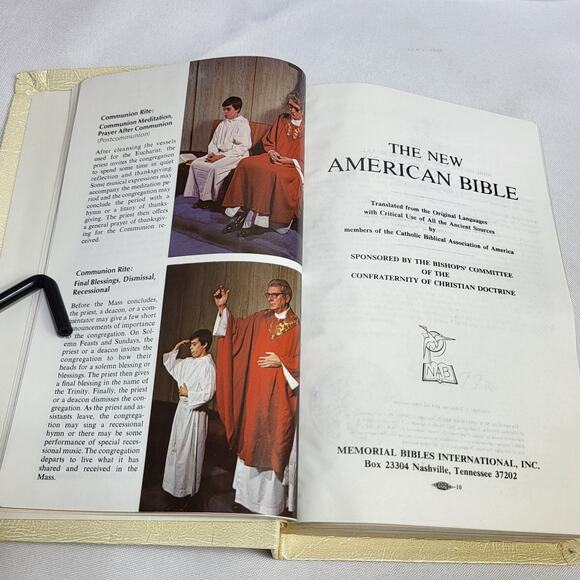 Communion Rite:
Communion Meditation,
Prayer After Communion
(Postcommunion)
After cleansing the vessels
used for the Eucharist, the
priest invites the congregation
to spend some time in quiet
reflection and thanksgiving.
Some musical expressions may
accompany the meditation pe-
riod and the congregation may
conclude the period with a
hymn or a litany of thanks-
giving. The priest then offers
a general prayer of thanksgiv-
ing for the Communion re-
ceived.
Communion Rite:
Final Blessings, Dismissal,
Recessional
Before the Mass concludes,
the priest, a deacon, or a com-
mentator may give a few short
announcements of importance
to the congregation. On Sol-
emn Feasts and Sundays, the
priest or a deacon invites the
congregation to bow their
heads for a solemn blessing or
blessings. The priest then gives
a final blessing in the name of
the Trinity. Finally, the priest
or a deacon dismisses the con-
gregation. As the priest and as-
sistants leave, the congregation
may sing a recessional
hymn or there may be some
performance of special reces-
sional music. The congregation
departs to live what it has
shared and received in the
Mass.
THE NEW
AMERICAN BIBLE
Translated from the Original Languages
with Critical Use of All the Ancient Sources
by
members of the Catholic Biblical Association of America
SPONSORED BY THE BISHOPS' COMMITTEE
OF THE
CONFRATERNITY OF CHRISTIAN DOCTRINE
NAB
MEMORIAL BIBLES INTERNATIONAL, INC.
Box 23304 Nashville, Tennessee 37202
10